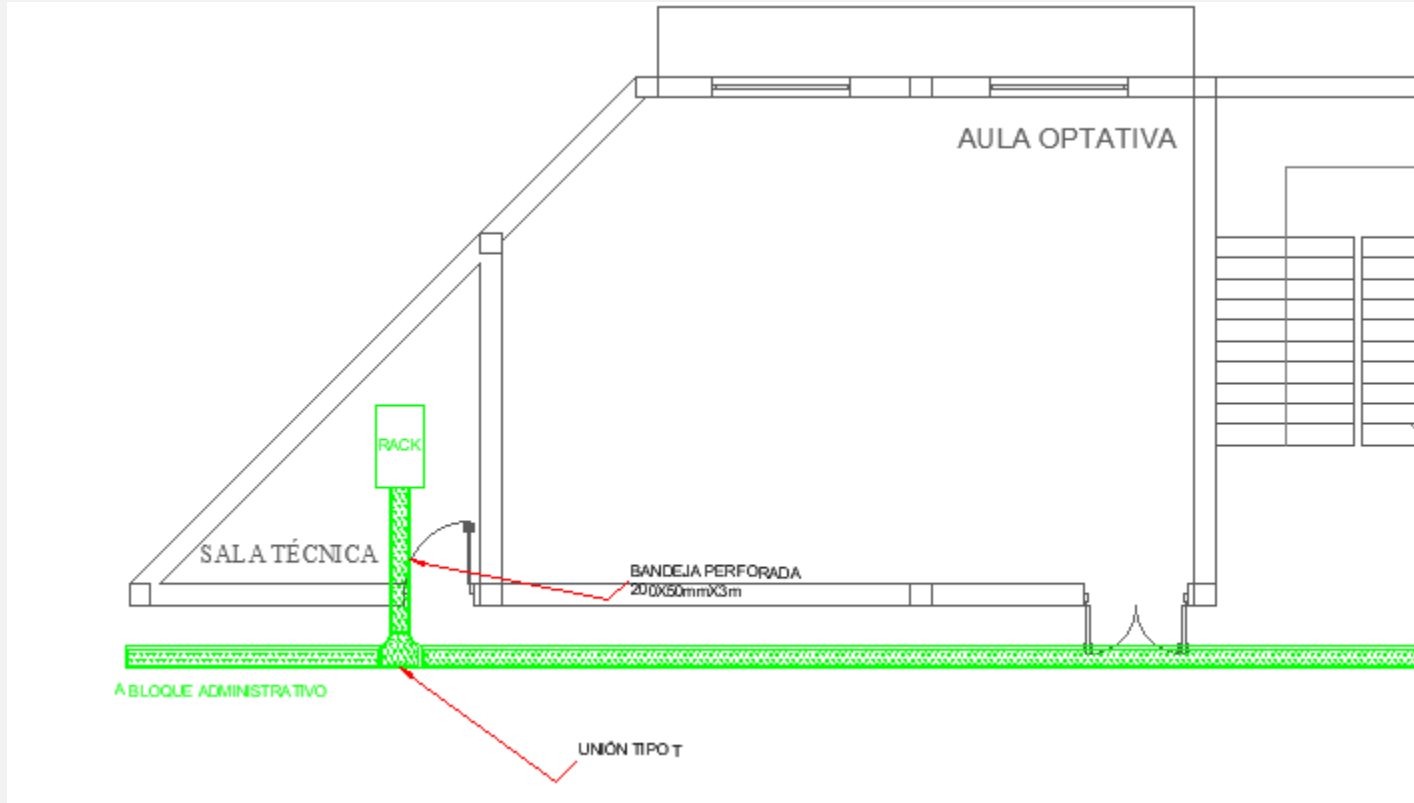 AULA OPTATIVA
RACK
SALA TÉCNICA
BANDEJA PERFORADA
200X50mmX3m
A BLOQUE ADMINISTRATIVO
UNIÓN TIPO T